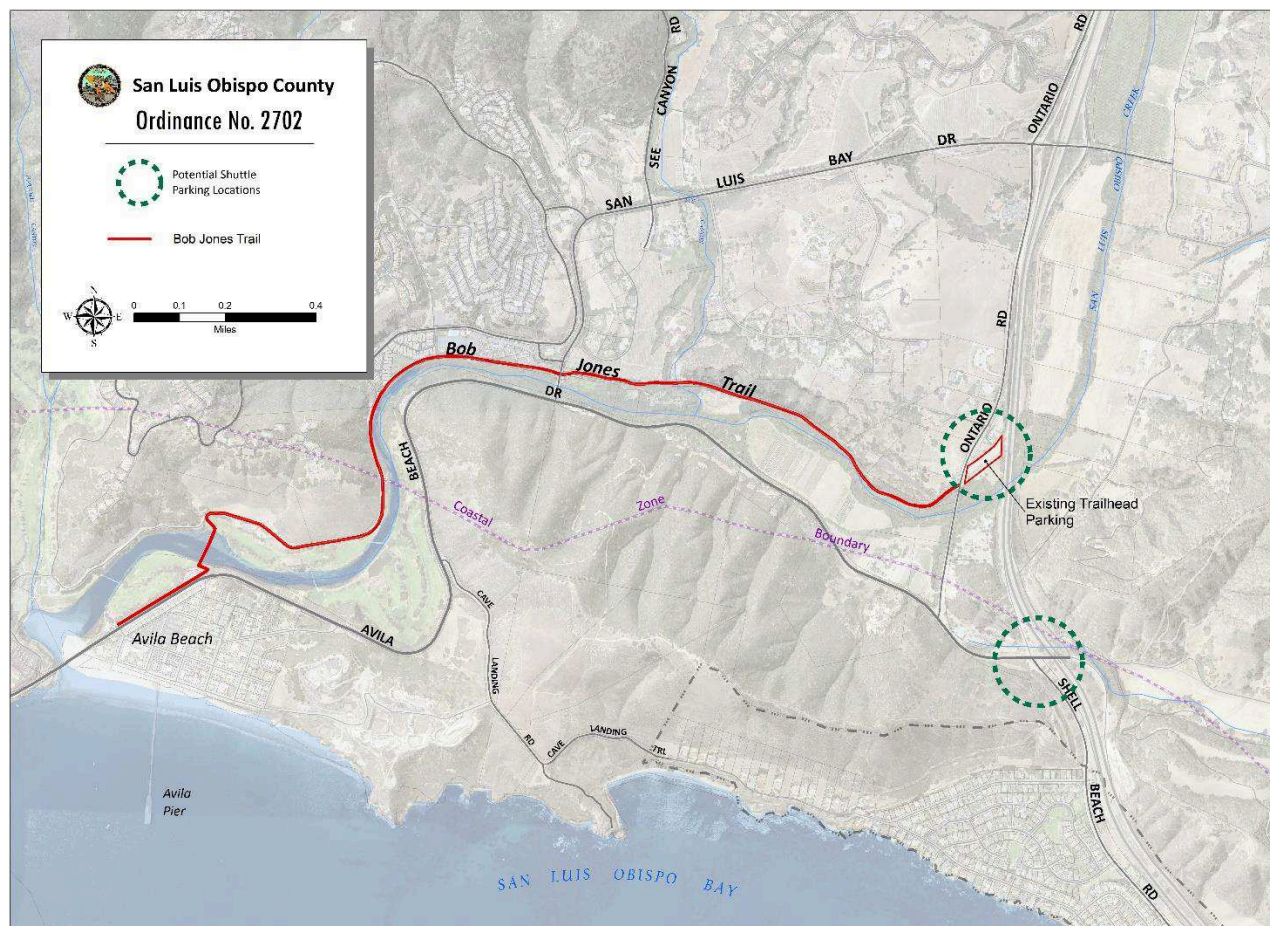 San Luis Obispo County
Ordinance No. 2702
Potential Shuttle
Parking Locations
Bob Jones Trail
N
W
E
S
0
0.1
0.2
0.4
Miles
SEE CANYON RD
SAN LUIS BAY DR
ONTARIO RD
SAN LUIS OBISPO CREEK
RD
Bob Jones Trail
ONTARIO
Existing Trailhead
Parking
BEACH DR
Coastal Zone Boundary
AVILA
Avila Beach
CAVE LANDING RD
CAVE LANDING TRL
SHELL BEACH RD
Avila
Pier
SAN LUIS OBISPO BAY